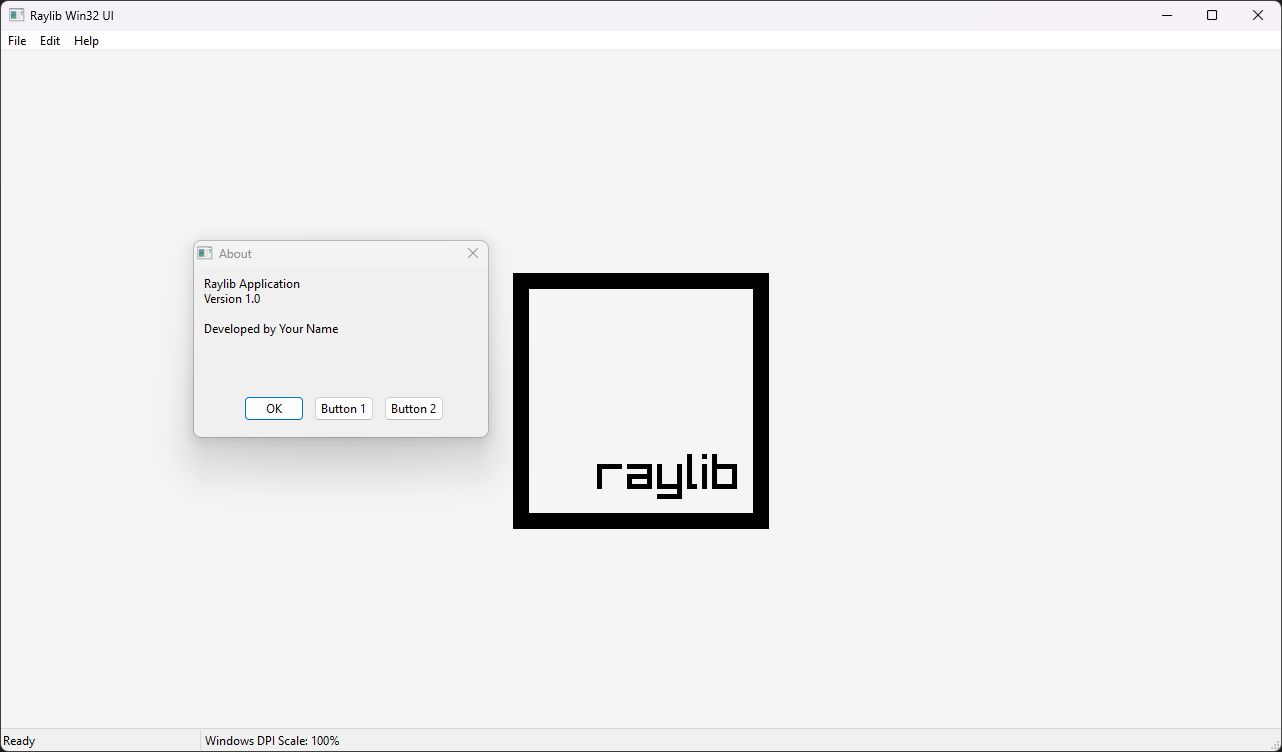 Raylib Win32 UI
File Edit Help
About
Raylib Application
Version 1.0
Developed by Your Name
OK Button 1 Button 2
raylib
Ready Windows DPI Scale: 100%